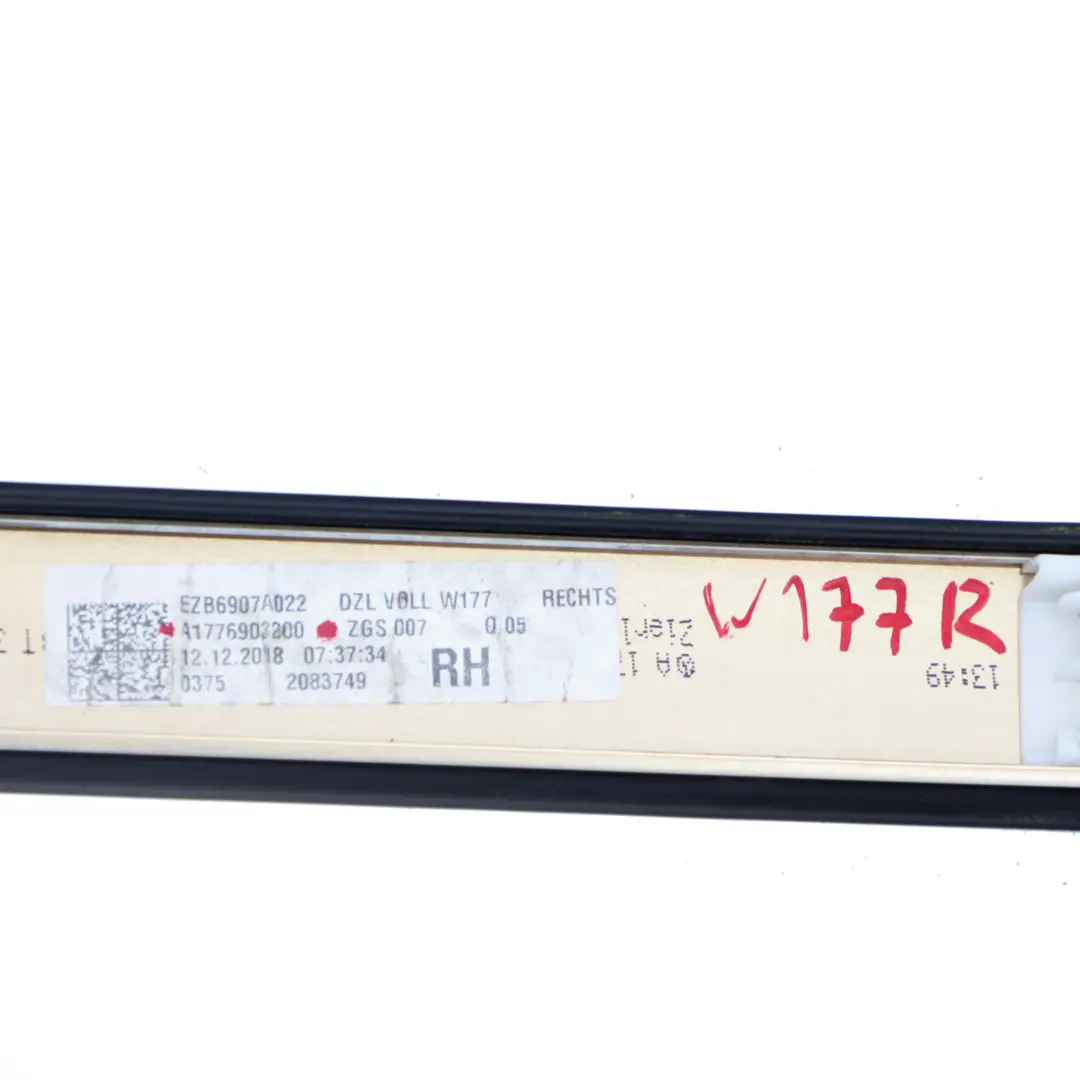 EZB6907A022 DZL VOLL W177 RECHTS
A1776902200 ZGS 007 0 05
12.12.2018 07:37:34 RH
0375 2083749
W177R
13:49